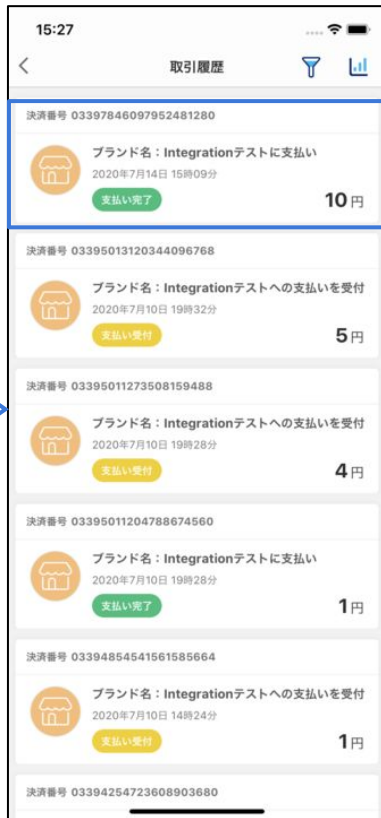 15:27
取引履歴
決済番号 03397846097952481280
ブランド名：Integrationテストに支払い
2020年7月14日 15時09分
支払い完了
10円
決済番号 03395013120344096768
ブランド名：Integrationテストへの支払いを受付
2020年7月10日 19時32分
支払い受付
5円
決済番号 03395011273508159488
ブランド名：Integrationテストへの支払いを受付
2020年7月10日 19時28分
支払い受付
4円
決済番号 03395011204788674560
ブランド名：Integrationテストに支払い
2020年7月10日 19時28分
支払い完了
1円
決済番号 03394854541561585664
ブランド名：Integrationテストへの支払いを受付
2020年7月10日 14時24分
支払い受付
1円
決済番号 03394254723608903680